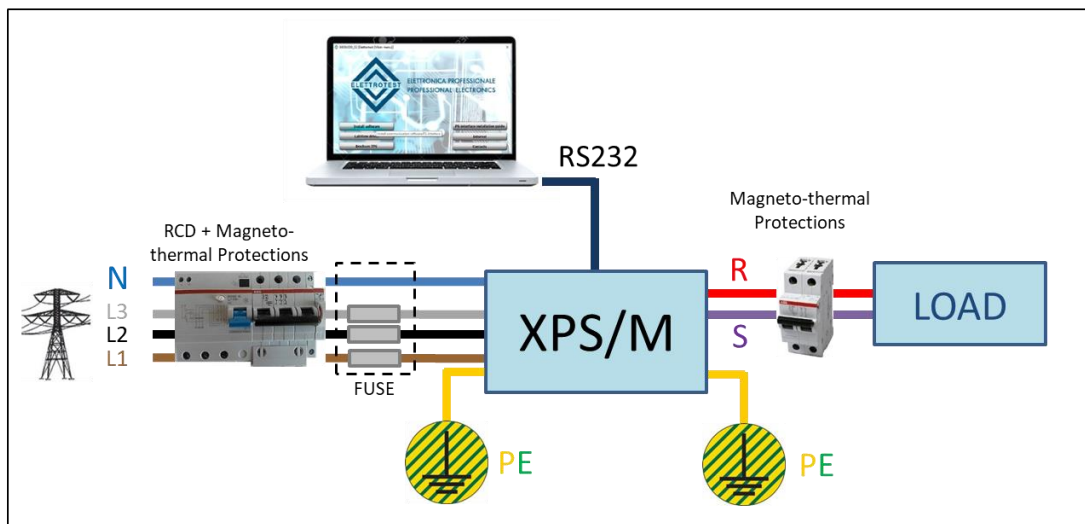 ELETTROTEST
ELETTRONICA PROFESSIONALE
PROFESSIONAL ELECTRONICS
RS232
RCD + Magneto-
thermal Protections
Magneto-thermal
Protections
N
L3
L2
L1
FUSE
XPS/M
R
S
LOAD
PE
PE